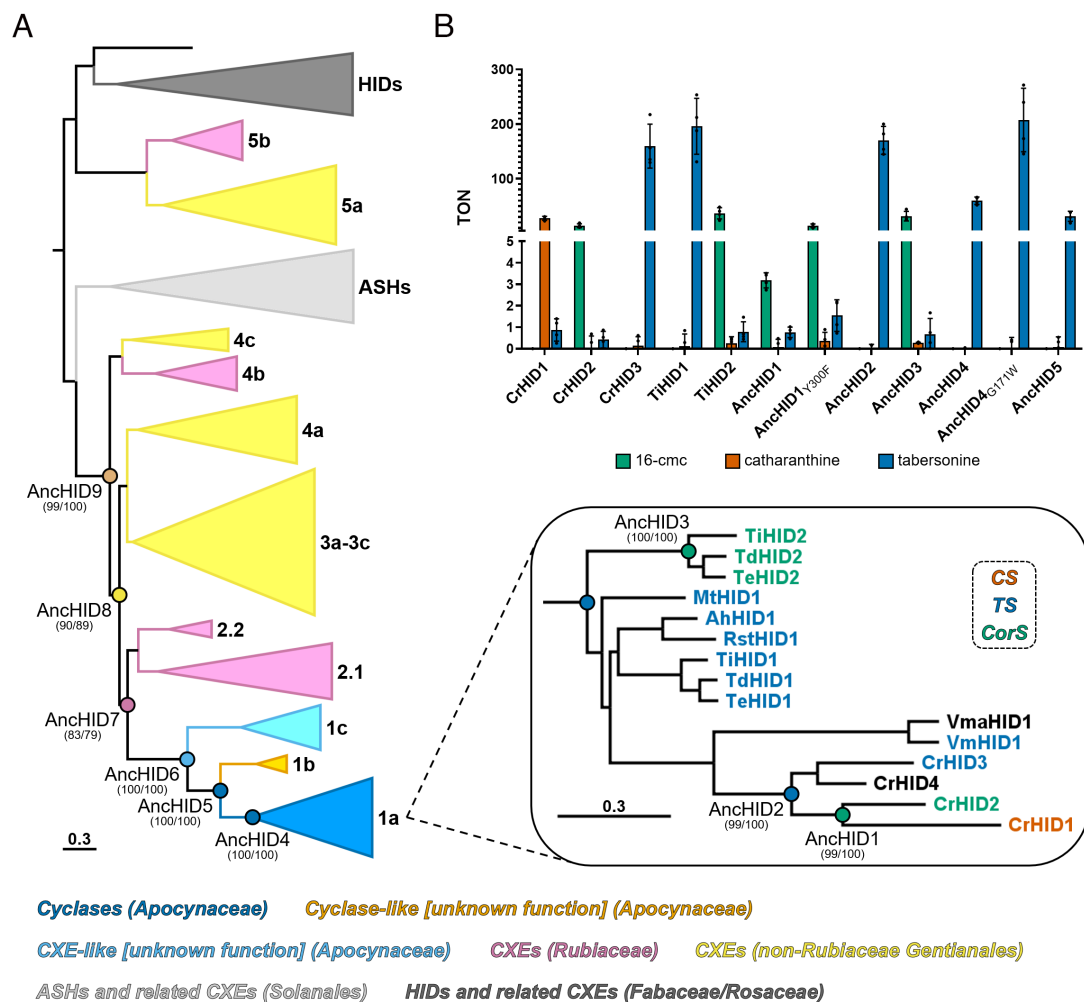 A
HIDs
5b
5a
ASHs
4c
4b
4a
AncHID9
(99/100)
3a-3c
AncHID8
(90/89)
2.2
2.1
AncHID7
(83/79)
1c
AncHID6
(100/100)
1b
AncHID5
(100/100)
1a
AncHID4
(100/100)
0.3
B
TON
300
200
100
5
4
3
2
1
0
CrHID1
CrHID2
CrHID3
TiHID1
TiHID2
AncHID1
AncHID1Y300F
AncHID2
AncHID3
AncHID4
AncHID4G171W
AncHID5
16-cmc catharanthine tabersonine
AncHID3
(100/100)
TiHID2
TdHID2
TeHID2
MtHID1
AhHID1
RstHID1
TiHID1
TdHID1
TeHID1
VmaHID1
VmHID1
CrHID3
CrHID4
AncHID2
(99/100)
CrHID2
CrHID1
AncHID1
(99/100)
0.3
CS
TS
CorS
Cyclases (Apocynaceae) Cyclase-like [unknown function] (Apocynaceae)
CXE-like [unknown function] (Apocynaceae) CXEs (Rubiaceae) CXEs (non-Rubiaceae Gentianales)
ASHs and related CXEs (Solanales) HIDs and related CXEs (Fabaceae/Rosaceae)